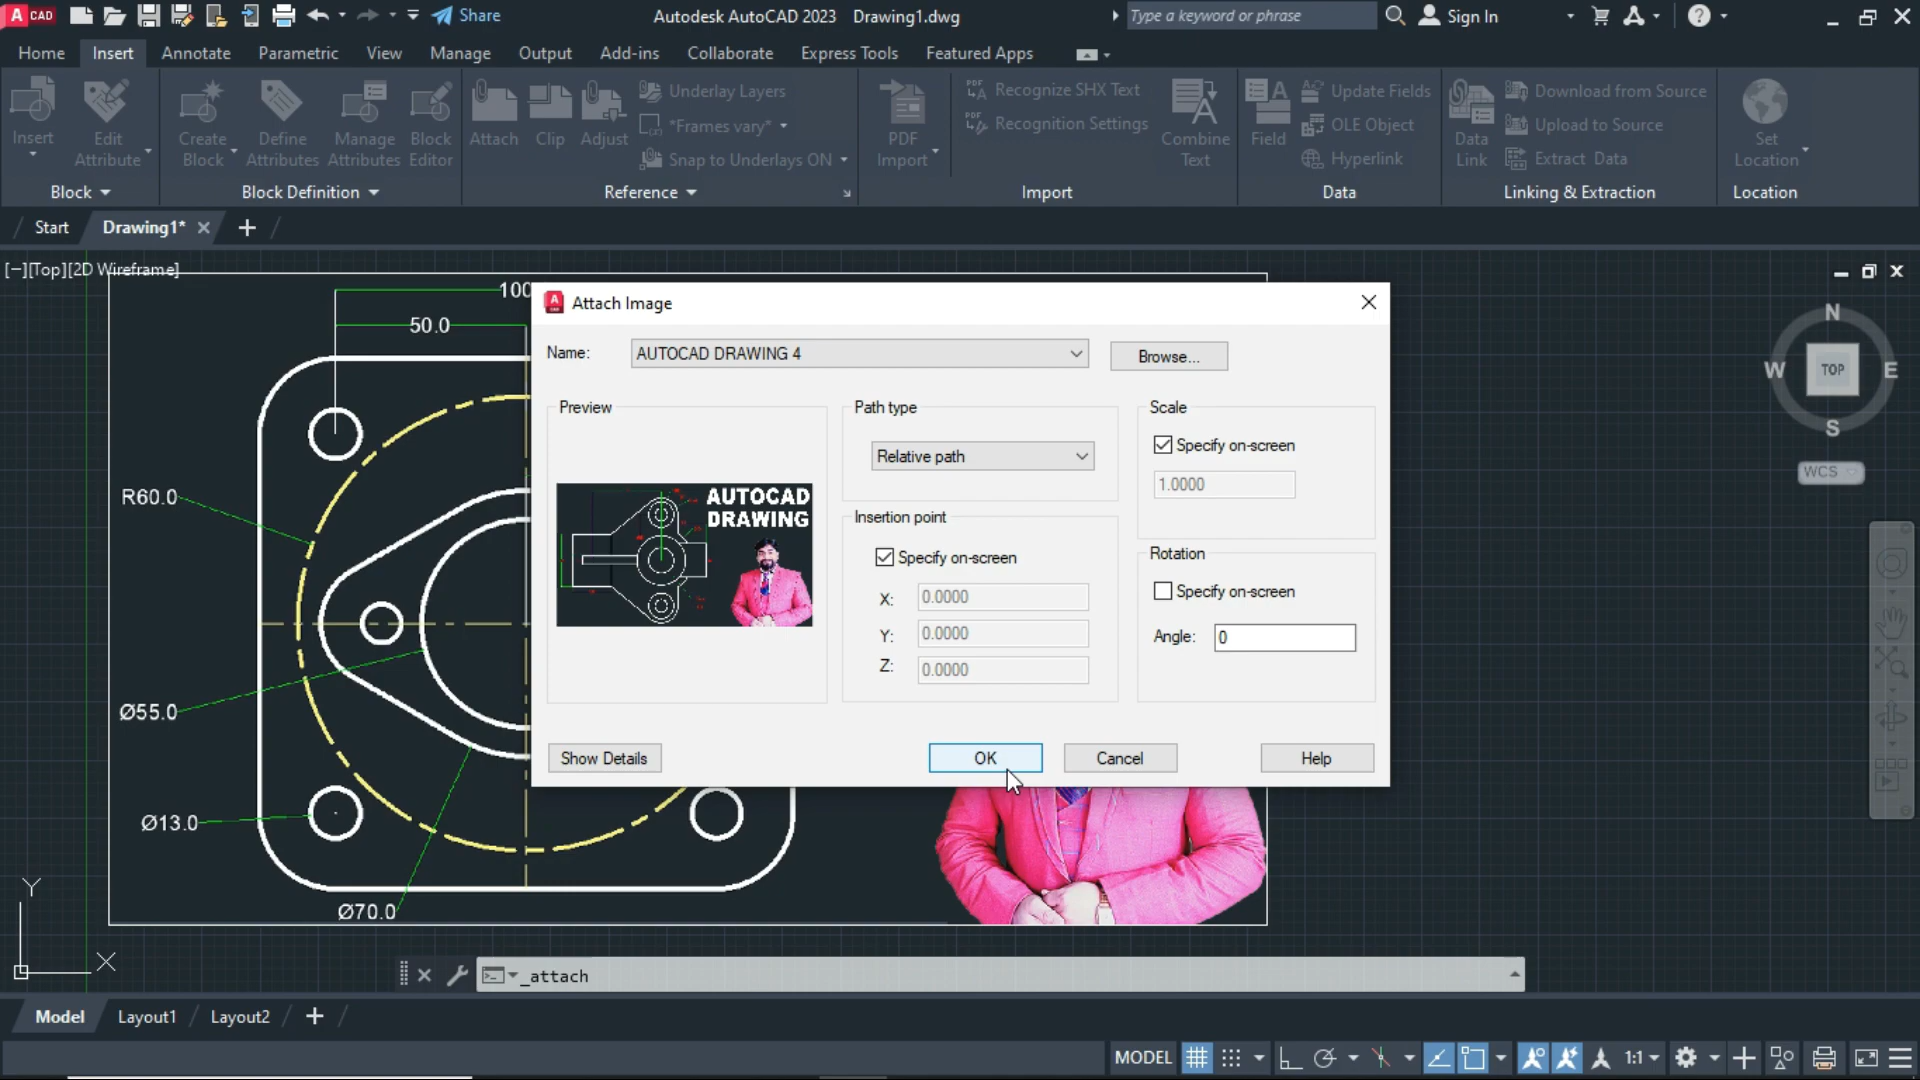 A CAD
Share
Autodesk AutoCAD 2023 Drawing1.dwg
Type a keyword or phrase
Sign In
Home Insert Annotate Parametric View Manage Output Add-ins Collaborate Express Tools Featured Apps
Insert
Edit Attribute
Create Block
Define Attributes
Manage Attributes
Block Editor
Attach
Clip
Adjust
Underlay Layers
*Frames vary*
Snap to Underlays ON
PDF Import
Recognize SHX Text
Recognition Settings
Combine Text
Field
Update Fields
OLE Object
Hyperlink
Data Link
Download from Source
Upload to Source
Extract Data
Set Location
Block
Block Definition
Reference
Import
Data
Linking & Extraction
Location
Start
Drawing1*
[−][Top][2D Wireframe]
100
50.0
R60.0
Ø55.0
Ø13.0
Ø70.0
Attach Image
Name:
AUTOCAD DRAWING 4
Browse...
Preview
AUTOCAD
DRAWING
Path type
Relative path
Insertion point
Specify on-screen
X: 0.0000
Y: 0.0000
Z: 0.0000
Scale
Specify on-screen
1.0000
Rotation
Specify on-screen
Angle: 0
Show Details
OK
Cancel
Help
N
W TOP E
S
WCS
Y
X
_attach
Model
Layout1
Layout2
MODEL
1:1